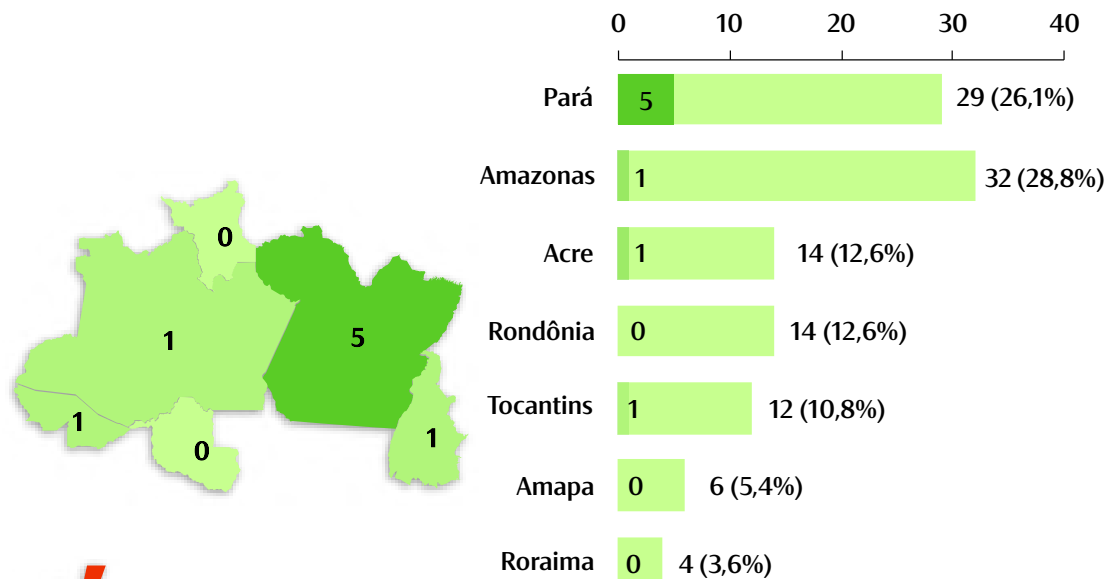 0 10 20 30 40
Pará 5 29 (26,1%)
Amazonas 1 32 (28,8%)
Acre 1 14 (12,6%)
Rondônia 0 14 (12,6%)
Tocantins 1 12 (10,8%)
Amapa 0 6 (5,4%)
Roraima 0 4 (3,6%)
0
1
5
1
0
1